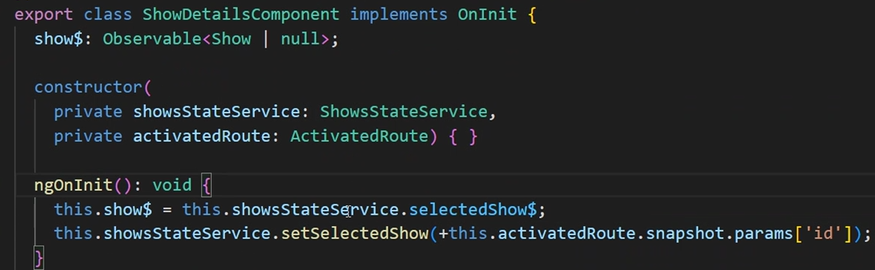 export class ShowDetailsComponent implements OnInit {
show$: Observable<Show | null>;
constructor(
private showsStateService: ShowsStateService,
private activatedRoute: ActivatedRoute) { }
ngOnInit(): void {
this.show$ = this.showsStateService.selectedShow$;
this.showsStateService.setSelectedShow(+this.activatedRoute.snapshot.params['id']);
}